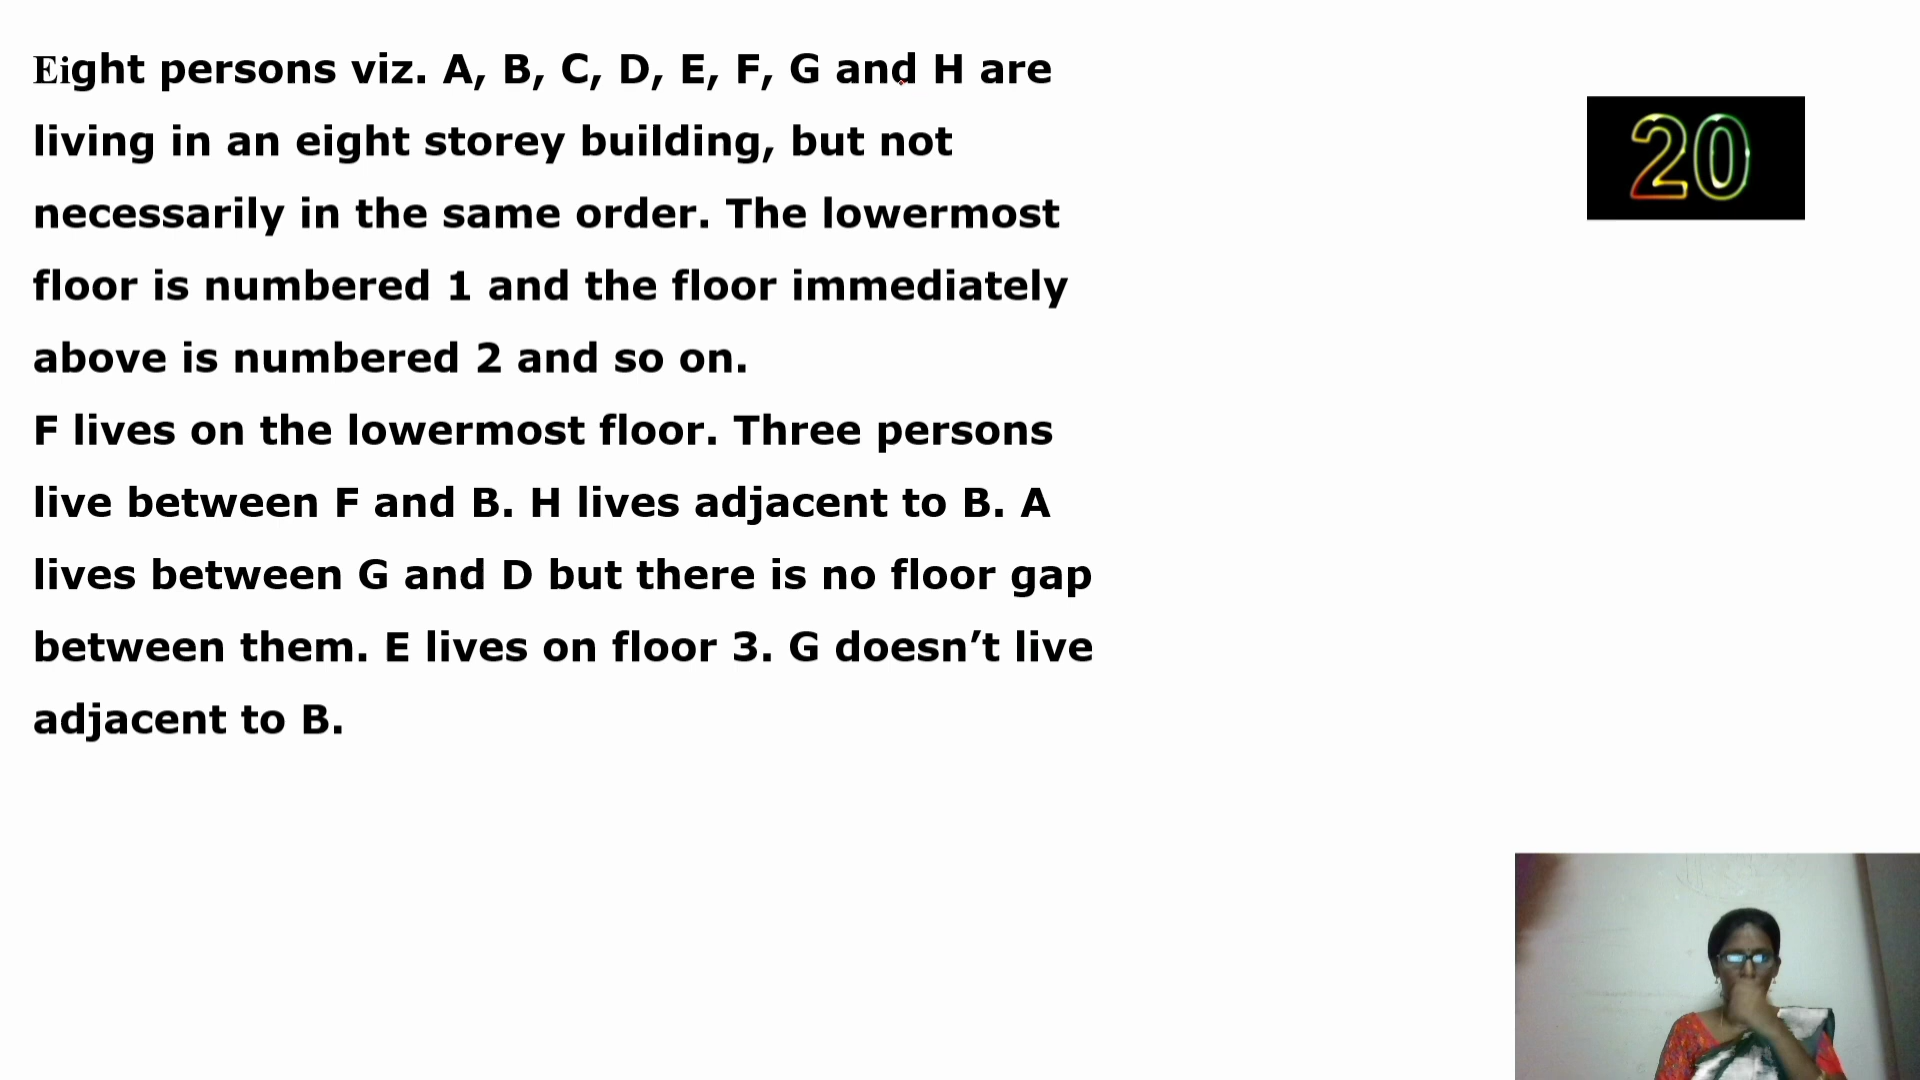 Eight persons viz. A, B, C, D, E, F, G and H are
living in an eight storey building, but not
necessarily in the same order. The lowermost
floor is numbered 1 and the floor immediately
above is numbered 2 and so on.
F lives on the lowermost floor. Three persons
live between F and B. H lives adjacent to B. A
lives between G and D but there is no floor gap
between them. E lives on floor 3. G doesn’t live
adjacent to B.
20